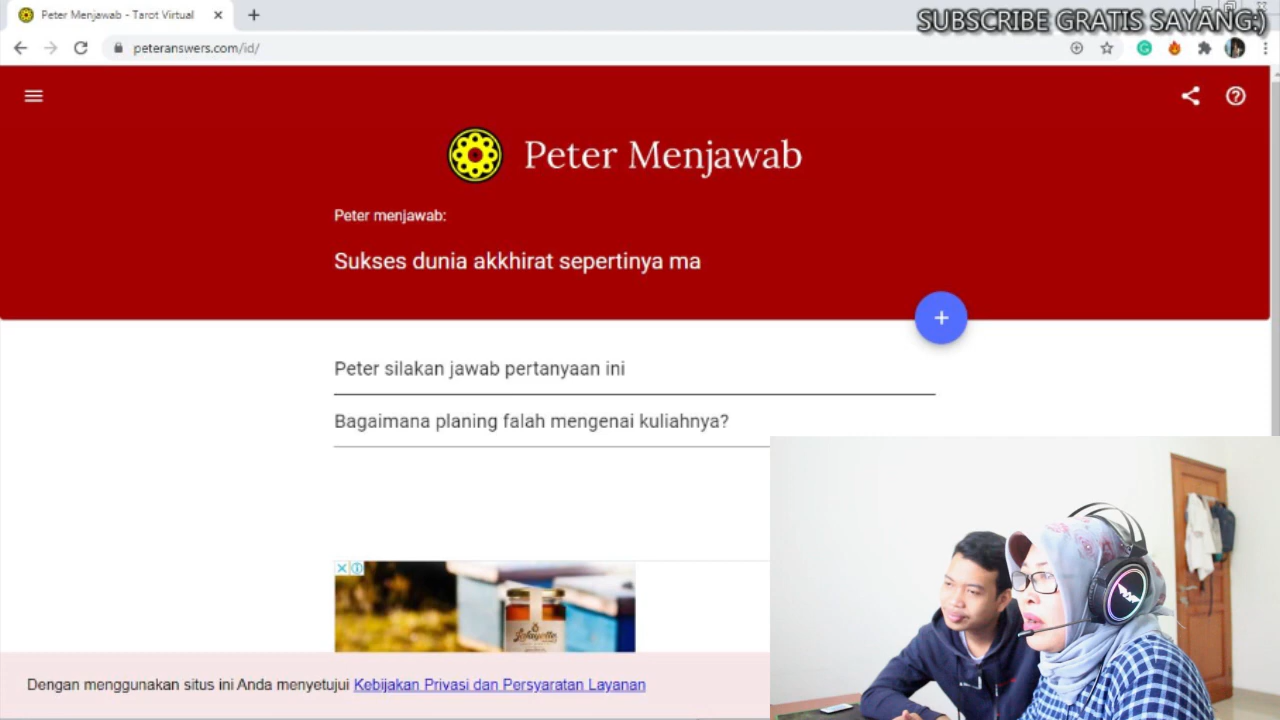 Peter Menjawab - Tarot Virtual
SUBSCRIBE GRATIS SAYANG:)
peteranswers.com/id/
Peter Menjawab
Peter menjawab:
Sukses dunia akkhirat sepertinya ma
Peter silakan jawab pertanyaan ini
Bagaimana planing falah mengenai kuliahnya?
Lafayette
Dengan menggunakan situs ini Anda menyetujui Kebijakan Privasi dan Persyaratan Layanan